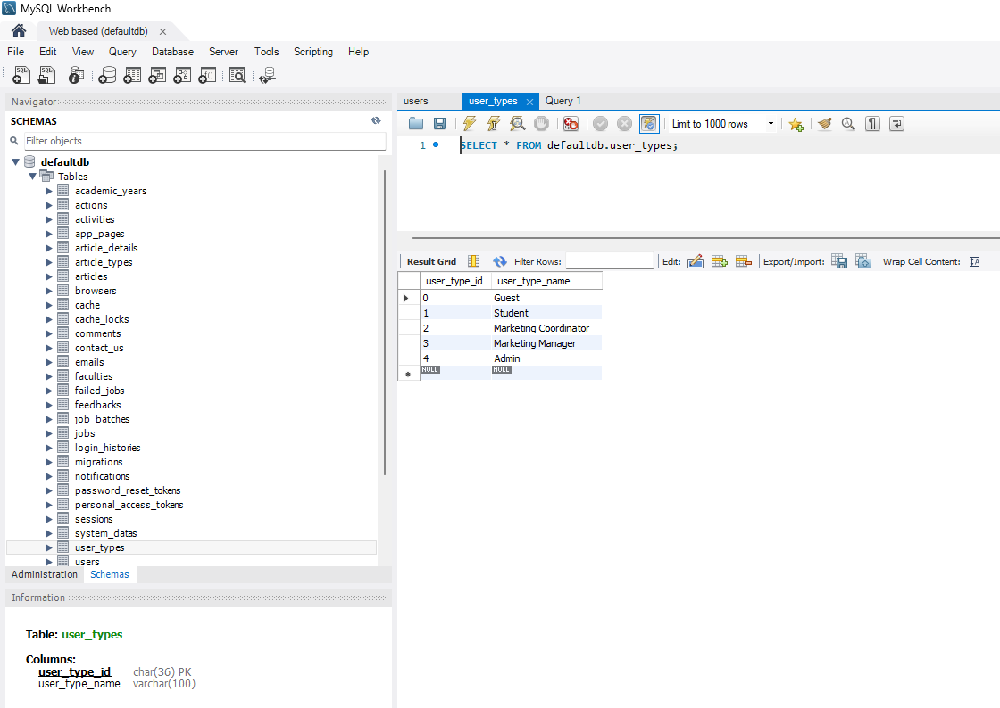 MySQL Workbench
Web based (defaultdb)
File Edit View Query Database Server Tools Scripting Help
Navigator
SCHEMAS
Filter objects
defaultdb
Tables
academic_years
actions
activities
app_pages
article_details
article_types
articles
browsers
cache
cache_locks
comments
contact_us
emails
faculties
failed_jobs
feedbacks
job_batches
jobs
login_histories
migrations
notifications
password_reset_tokens
personal_access_tokens
sessions
system_datas
user_types
users
Administration Schemas
Information
Table: user_types
Columns:
user_type_id char(36) PK
user_type_name varchar(100)
users user_types Query 1
Limit to 1000 rows
1 SELECT * FROM defaultdb.user_types;
Result Grid Filter Rows: Edit: Export/Import: Wrap Cell Content:
user_type_id user_type_name
0 Guest
1 Student
2 Marketing Coordinator
3 Marketing Manager
4 Admin
NULL NULL